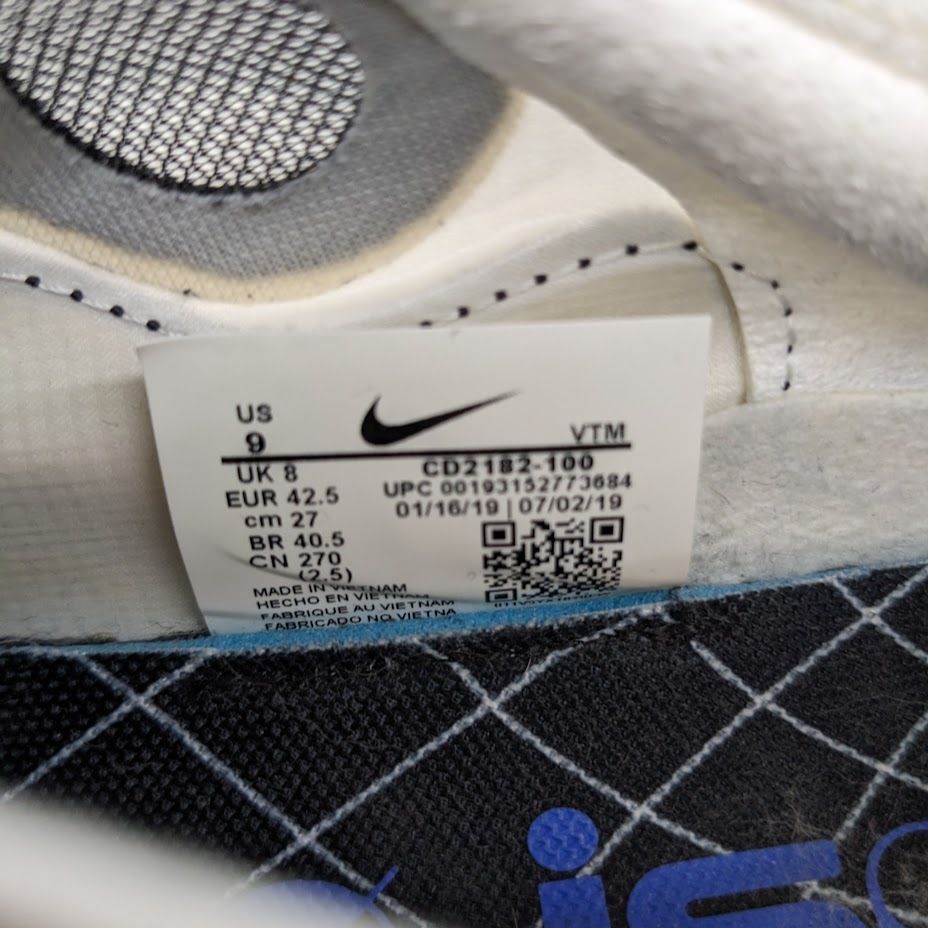 US
9
VTM
UK 8
EUR 42.5
cm 27
BR 40.5
CN 270
(2.5)
CD2182-100
UPC 00193152773684
01/16/19 | 07/02/19
MADE IN VIETNAM
HECHO EN VIETNAM
FABRIQUE AU VIETNAM
FABRICADO NO VIETNA